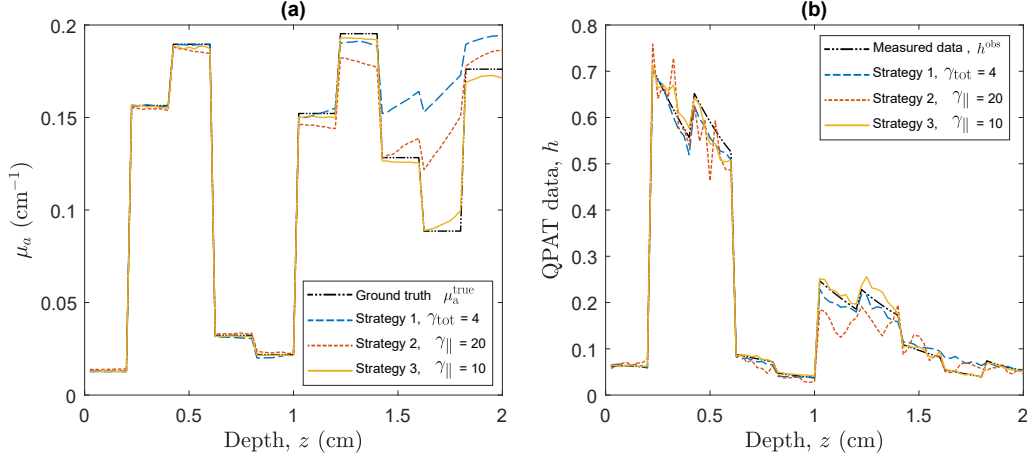 (a)
0.2
0.15
0.1
0.05
0
μa (cm⁻¹)
0
0.5
1
1.5
2
Depth, z (cm)
Ground truth μa^true
Strategy 1, γtot = 4
Strategy 2, γ|| = 20
Strategy 3, γ|| = 10
(b)
0.8
0.7
0.6
0.5
0.4
0.3
0.2
0.1
0
QPAT data, h
0
0.5
1
1.5
2
Depth, z (cm)
Measured data , h^obs
Strategy 1, γtot = 4
Strategy 2, γ|| = 20
Strategy 3, γ|| = 10